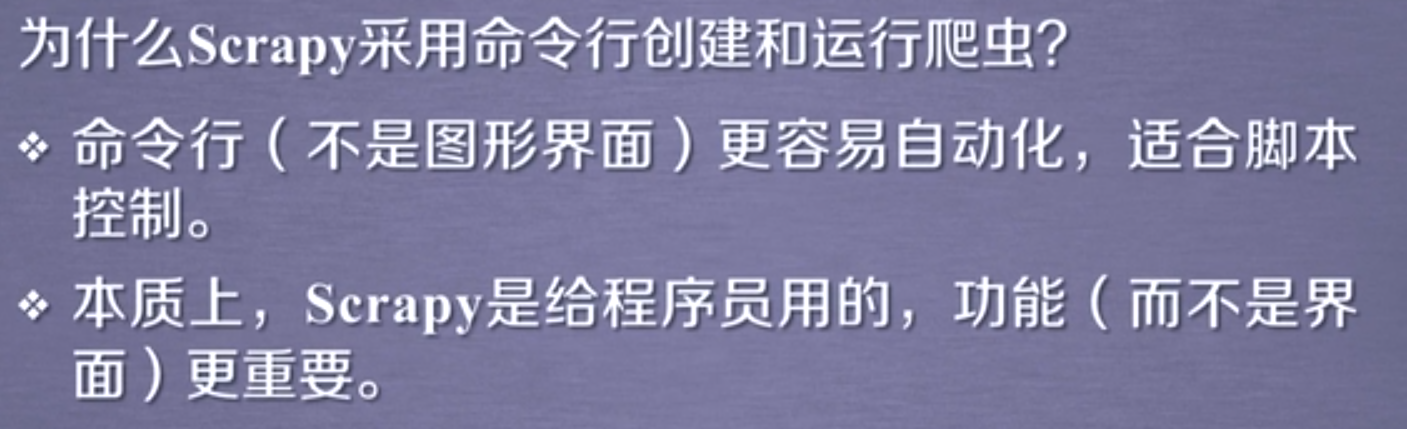 为什么Scrapy采用命令行创建和运行爬虫?
❖ 命令行（不是图形界面）更容易自动化，适合脚本
控制。
❖ 本质上，Scrapy是给程序员用的，功能（而不是界
面）更重要。